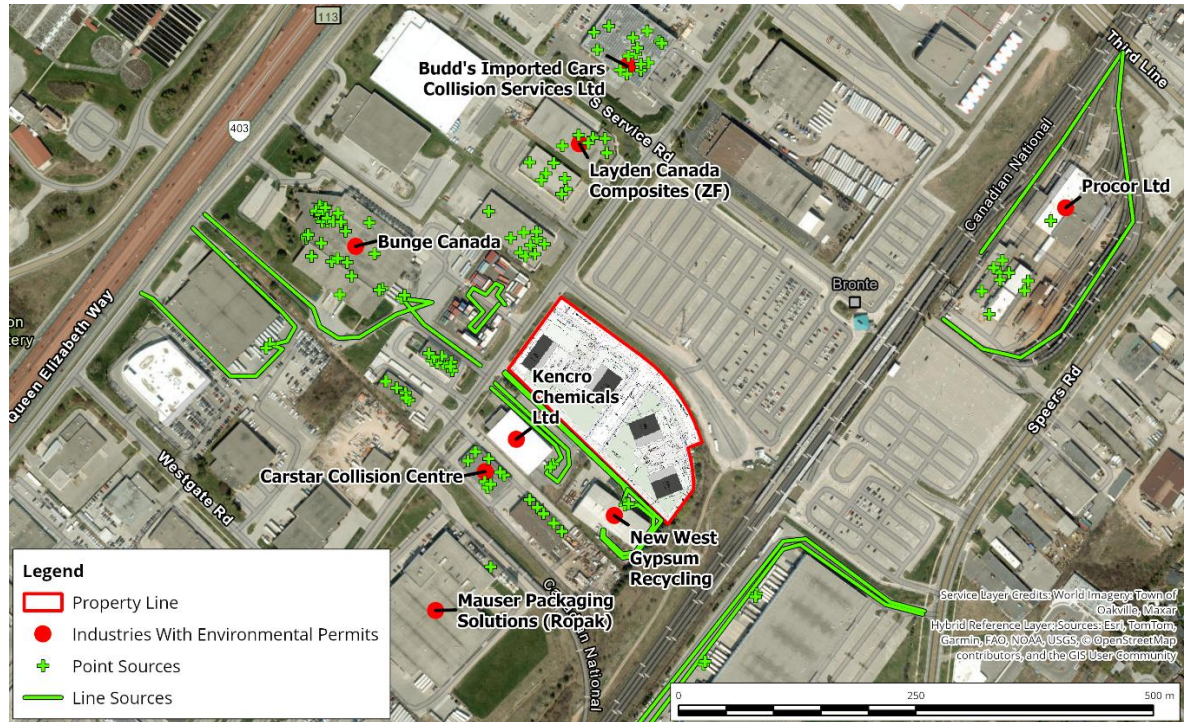 113
403
Third Line
Budd's Imported Cars
Collision Services Ltd
S Service Rd
Layden Canada
Composites (ZF)
Canadian National
Procor Ltd
Bunge Canada
Bronte
Queen Elizabeth Way
on
tery
Kencro
Chemicals
Ltd
Speers Rd
Carstar Collision Centre
Westgate Rd
New West
Gypsum
Recycling
Mauser Packaging
Solutions (Ropak)
National
Legend
Property Line
Industries With Environmental Permits
Point Sources
Line Sources
Service Layer Credits: World Imagery: Town of
Oakville, Maxar
Hybrid Reference Layer: Sources: Esri, TomTom,
Garmin, FAO, NOAA, USGS, © OpenStreetMap
contributors, and the GIS User Community
0
250
500 m